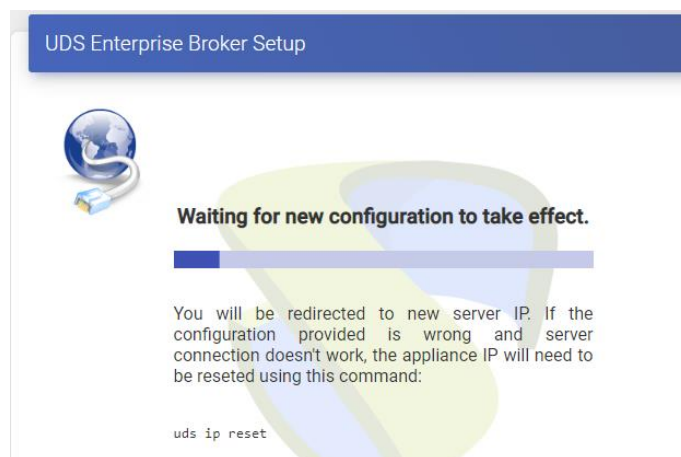 UDS Enterprise Broker Setup
Waiting for new configuration to take effect.
You will be redirected to new server IP. If the
configuration provided is wrong and server
connection doesn't work, the appliance IP will need to
be reseted using this command:
uds ip reset